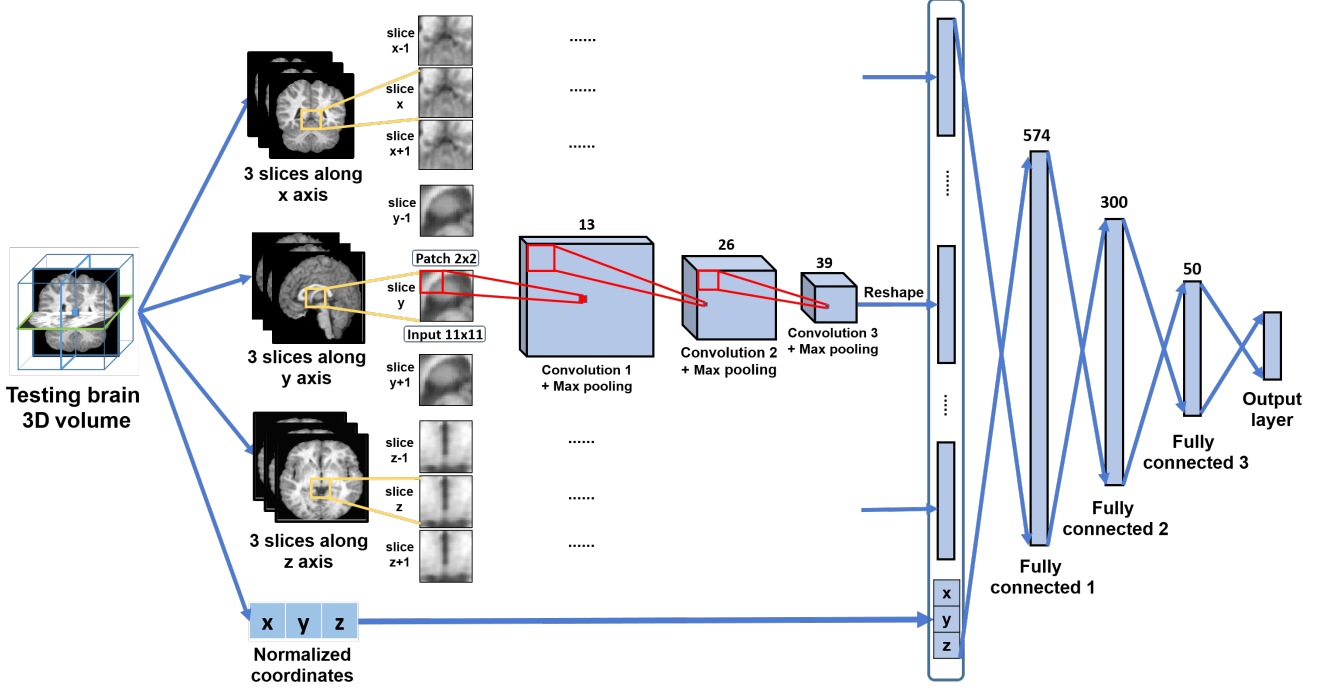 Testing brain
3D volume
3 slices along
x axis
3 slices along
y axis
3 slices along
z axis
x y z
Normalized
coordinates
slice
x-1
slice
x
slice
x+1
slice
y-1
Patch 2x2
slice
y
Input 11x11
slice
y+1
slice
z-1
slice
z
slice
z+1
......
......
......
......
......
......
13
Convolution 1
+ Max pooling
26
Convolution 2
+ Max pooling
39
Convolution 3
+ Max pooling
Reshape
......
......
x
y
z
574
Fully
connected 1
300
Fully
connected 2
50
Fully
connected 3
Output
layer